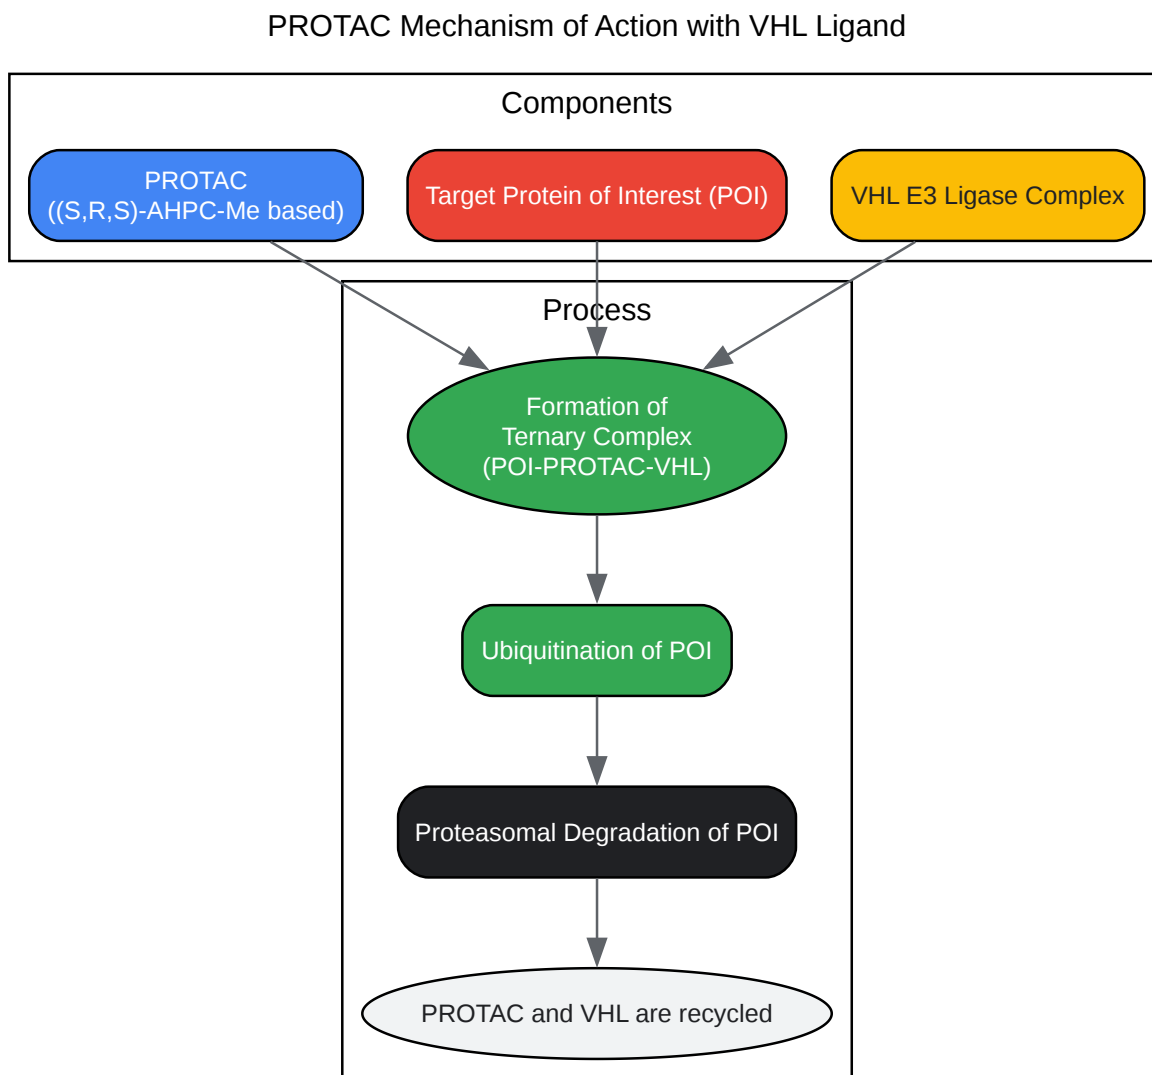 PROTAC Mechanism of Action with VHL Ligand
Components
PROTAC
((S,R,S)-AHPC-Me based)
Target Protein of Interest (POI)
VHL E3 Ligase Complex
Process
Formation of
Ternary Complex
(POI-PROTAC-VHL)
Ubiquitination of POI
Proteasomal Degradation of POI
PROTAC and VHL are recycled